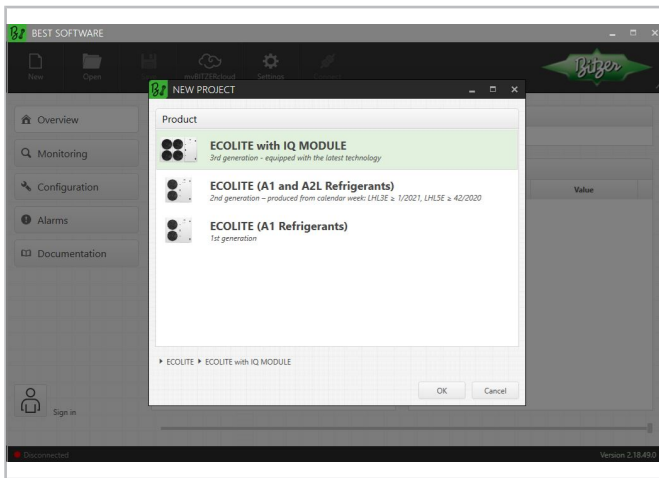 BEST SOFTWARE
New
Open
myBITZERcloud
Settings
Connect
Bitzer
NEW PROJECT
Product
ECOLITE with IQ MODULE
3rd generation - equipped with the latest technology
ECOLITE (A1 and A2L Refrigerants)
2nd generation – produced from calendar week: LHL3E ≥ 1/2021, LHL5E ≥ 42/2020
ECOLITE (A1 Refrigerants)
1st generation
ECOLITE ECOLITE with IQ MODULE
OK
Cancel
Overview
Monitoring
Configuration
Alarms
Documentation
Value
Sign in
Disconnected
Version 2.18.49.0